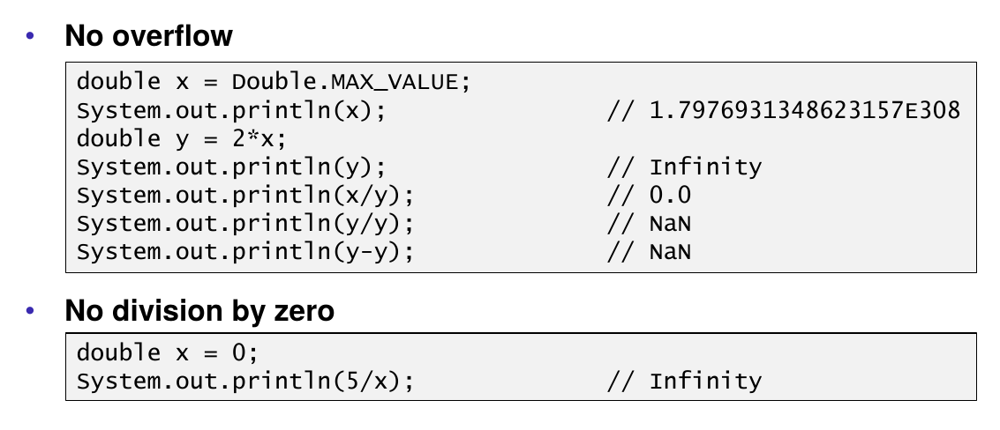 • No overflow
double x = Double.MAX_VALUE;
System.out.println(x); // 1.7976931348623157E308
double y = 2*x;
System.out.println(y); // Infinity
System.out.println(x/y); // 0.0
System.out.println(y/y); // NaN
System.out.println(y-y); // NaN
• No division by zero
double x = 0;
System.out.println(5/x); // Infinity